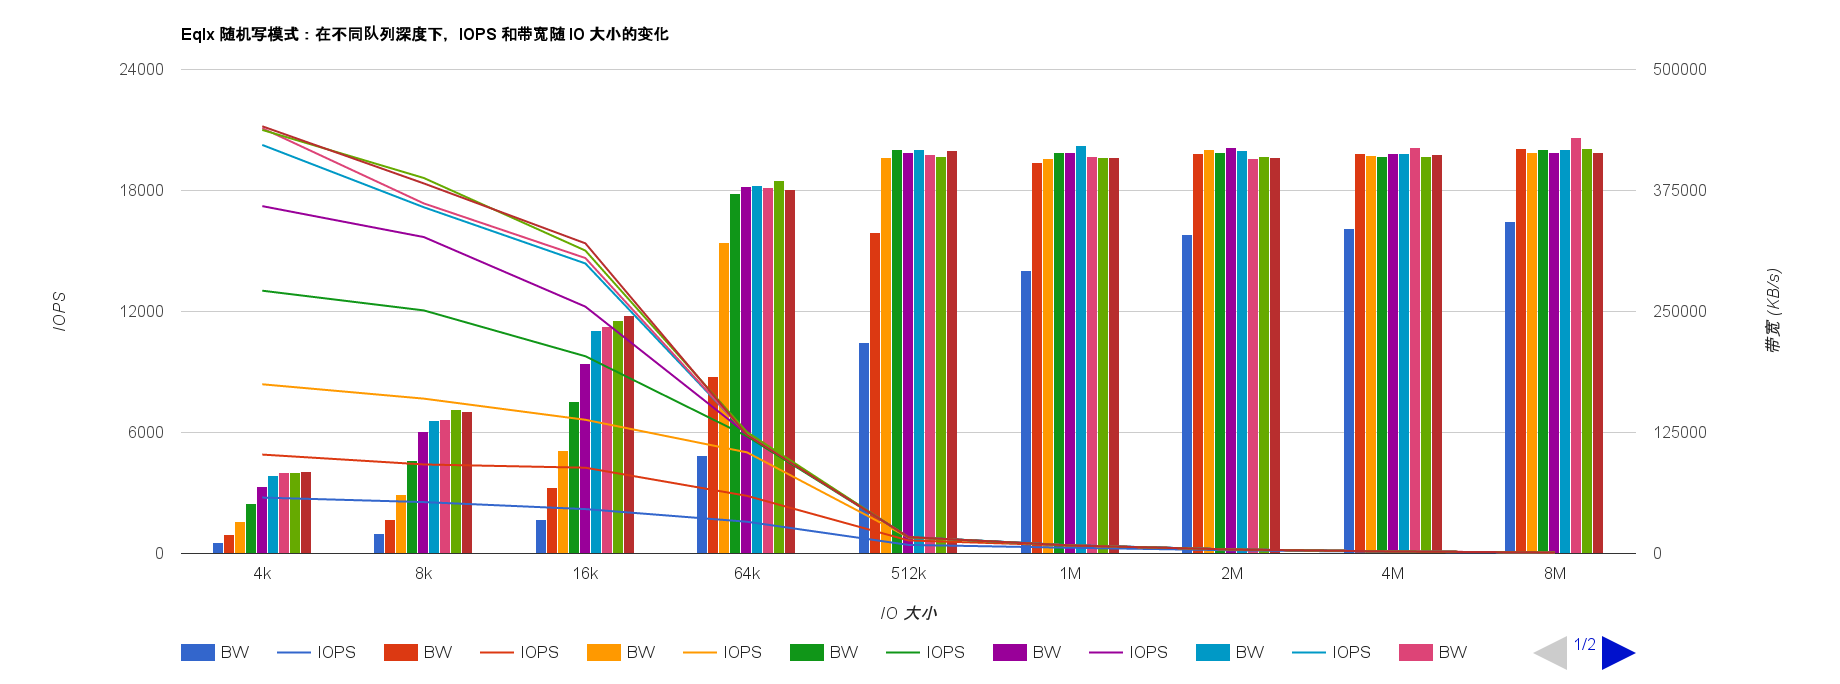 Eqlx 随机写模式：在不同队列深度下，IOPS 和带宽随 IO 大小的变化
24000
500000
18000
375000
12000
250000
6000
125000
0
0
IOPS
带宽 (KB/s)
4k 8k 16k 64k 512k 1M 2M 4M 8M
IO 大小
BW IOPS BW IOPS BW IOPS BW IOPS BW IOPS BW IOPS BW 1/2